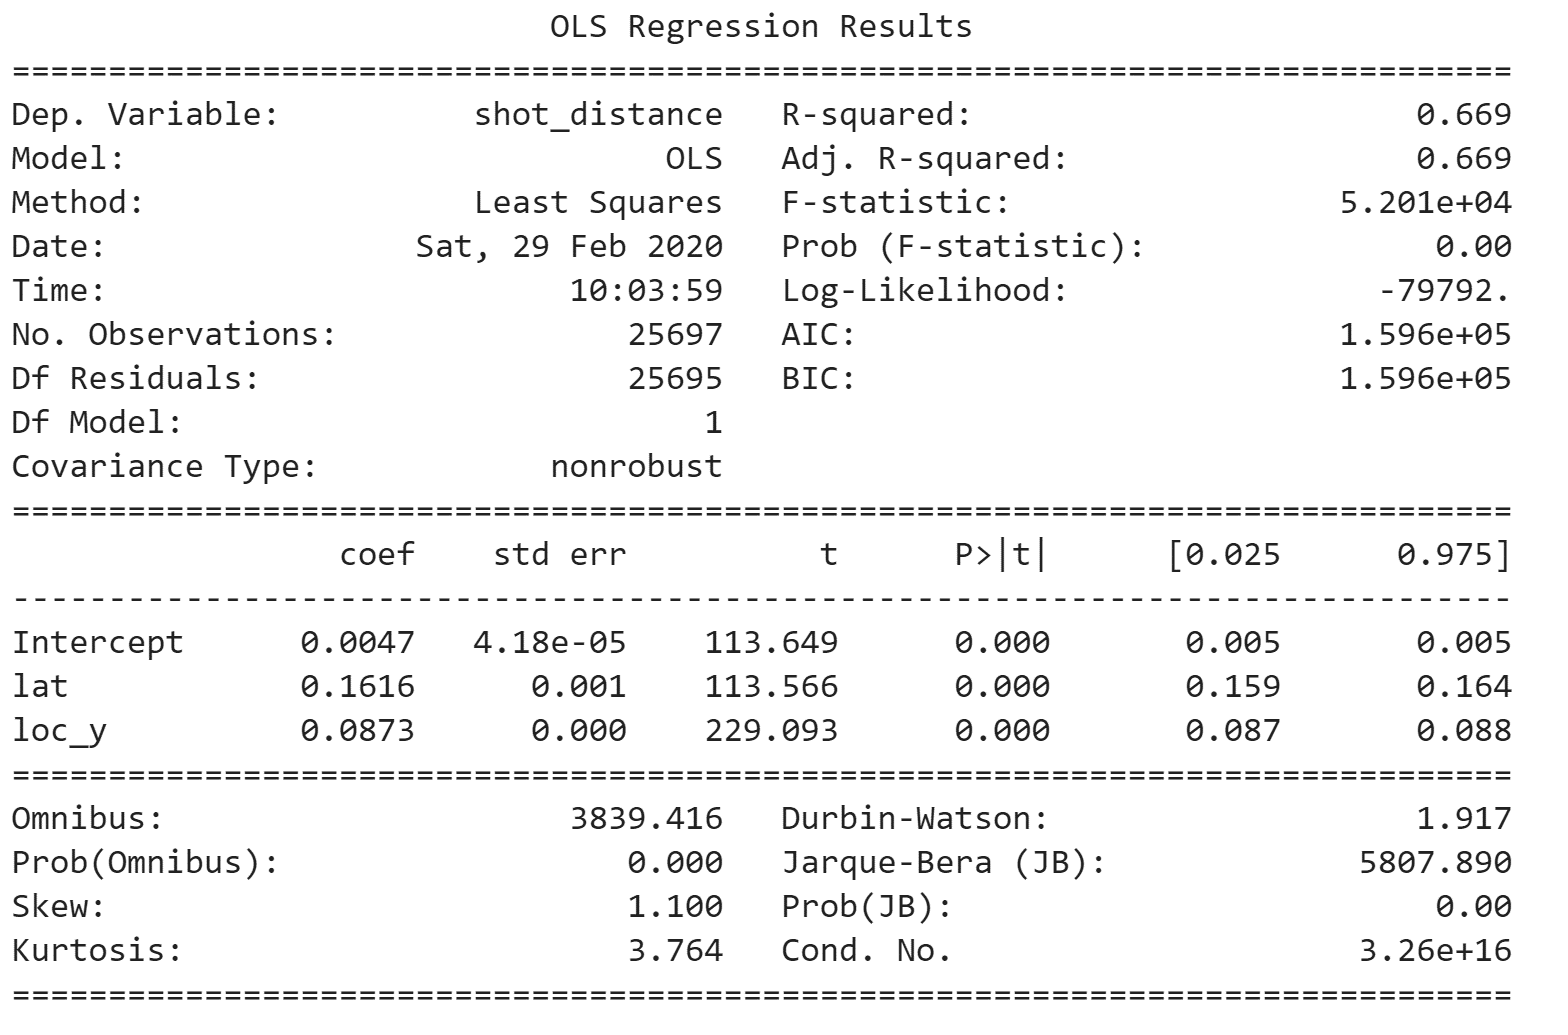 OLS Regression Results
==============================================================================
Dep. Variable:          shot_distance   R-squared:                       0.669
Model:                            OLS   Adj. R-squared:                  0.669
Method:                 Least Squares   F-statistic:                 5.201e+04
Date:                Sat, 29 Feb 2020   Prob (F-statistic):               0.00
Time:                        10:03:59   Log-Likelihood:                -79792.
No. Observations:               25697   AIC:                         1.596e+05
Df Residuals:                   25695   BIC:                         1.596e+05
Df Model:                           1
Covariance Type:            nonrobust
==============================================================================
                 coef    std err          t      P>|t|      [0.025      0.975]
------------------------------------------------------------------------------
Intercept      0.0047   4.18e-05    113.649      0.000       0.005       0.005
lat            0.1616      0.001    113.566      0.000       0.159       0.164
loc_y          0.0873      0.000    229.093      0.000       0.087       0.088
==============================================================================
Omnibus:                     3839.416   Durbin-Watson:                   1.917
Prob(Omnibus):                  0.000   Jarque-Bera (JB):             5807.890
Skew:                           1.100   Prob(JB):                         0.00
Kurtosis:                       3.764   Cond. No.                     3.26e+16
==============================================================================